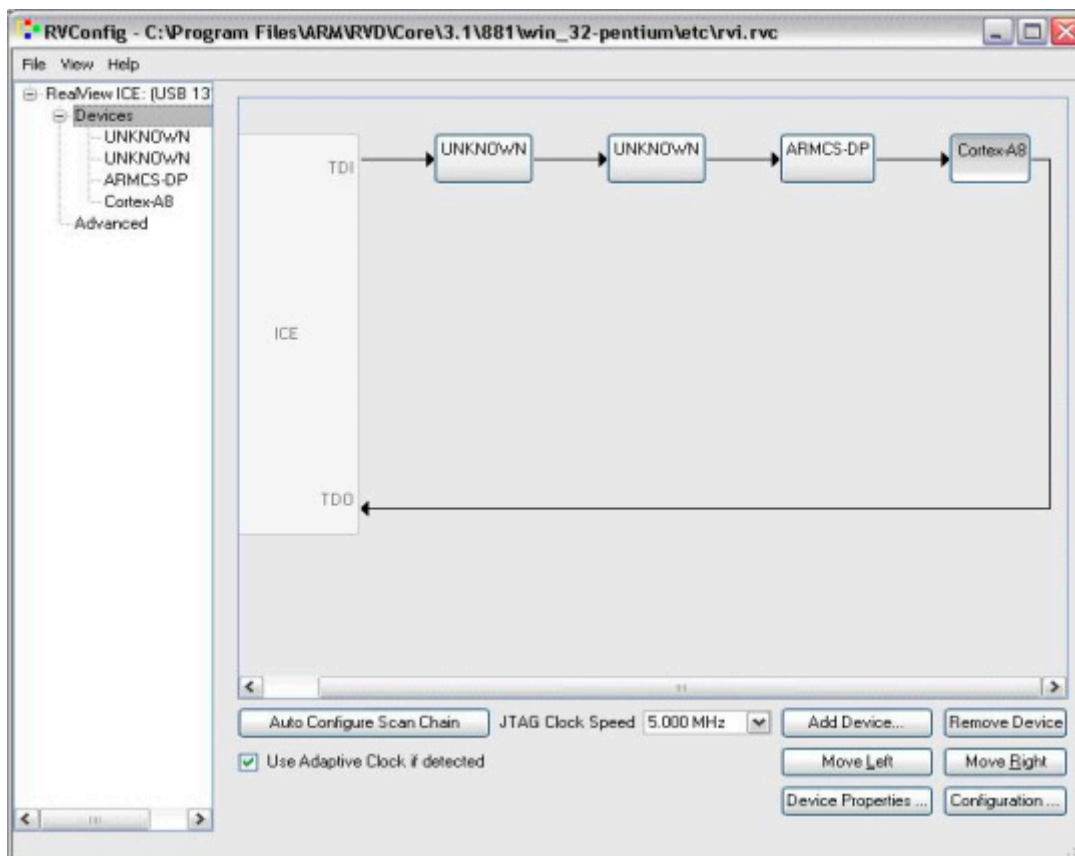 RVConfig - C:\Program Files\ARM\RVD\Core\3.1\881\win_32-pentium\etc\rvi.rvc
File View Help
RealView ICE: (USB 13
Devices
UNKNOWN
UNKNOWN
ARMCS-DP
Cortex-A8
Advanced
TDI
UNKNOWN
UNKNOWN
ARMCS-DP
Cortex-A8
ICE
TDO
Auto Configure Scan Chain
JTAG Clock Speed 5.000 MHz
Add Device...
Remove Device
Use Adaptive Clock if detected
Move Left
Move Right
Device Properties ...
Configuration ...